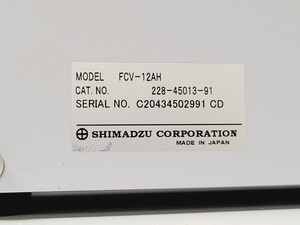 MODEL FCV-12AH
CAT. NO. 228-45013-91
SERIAL NO. C20434502991 CD
SHIMADZU CORPORATION
MADE IN JAPAN